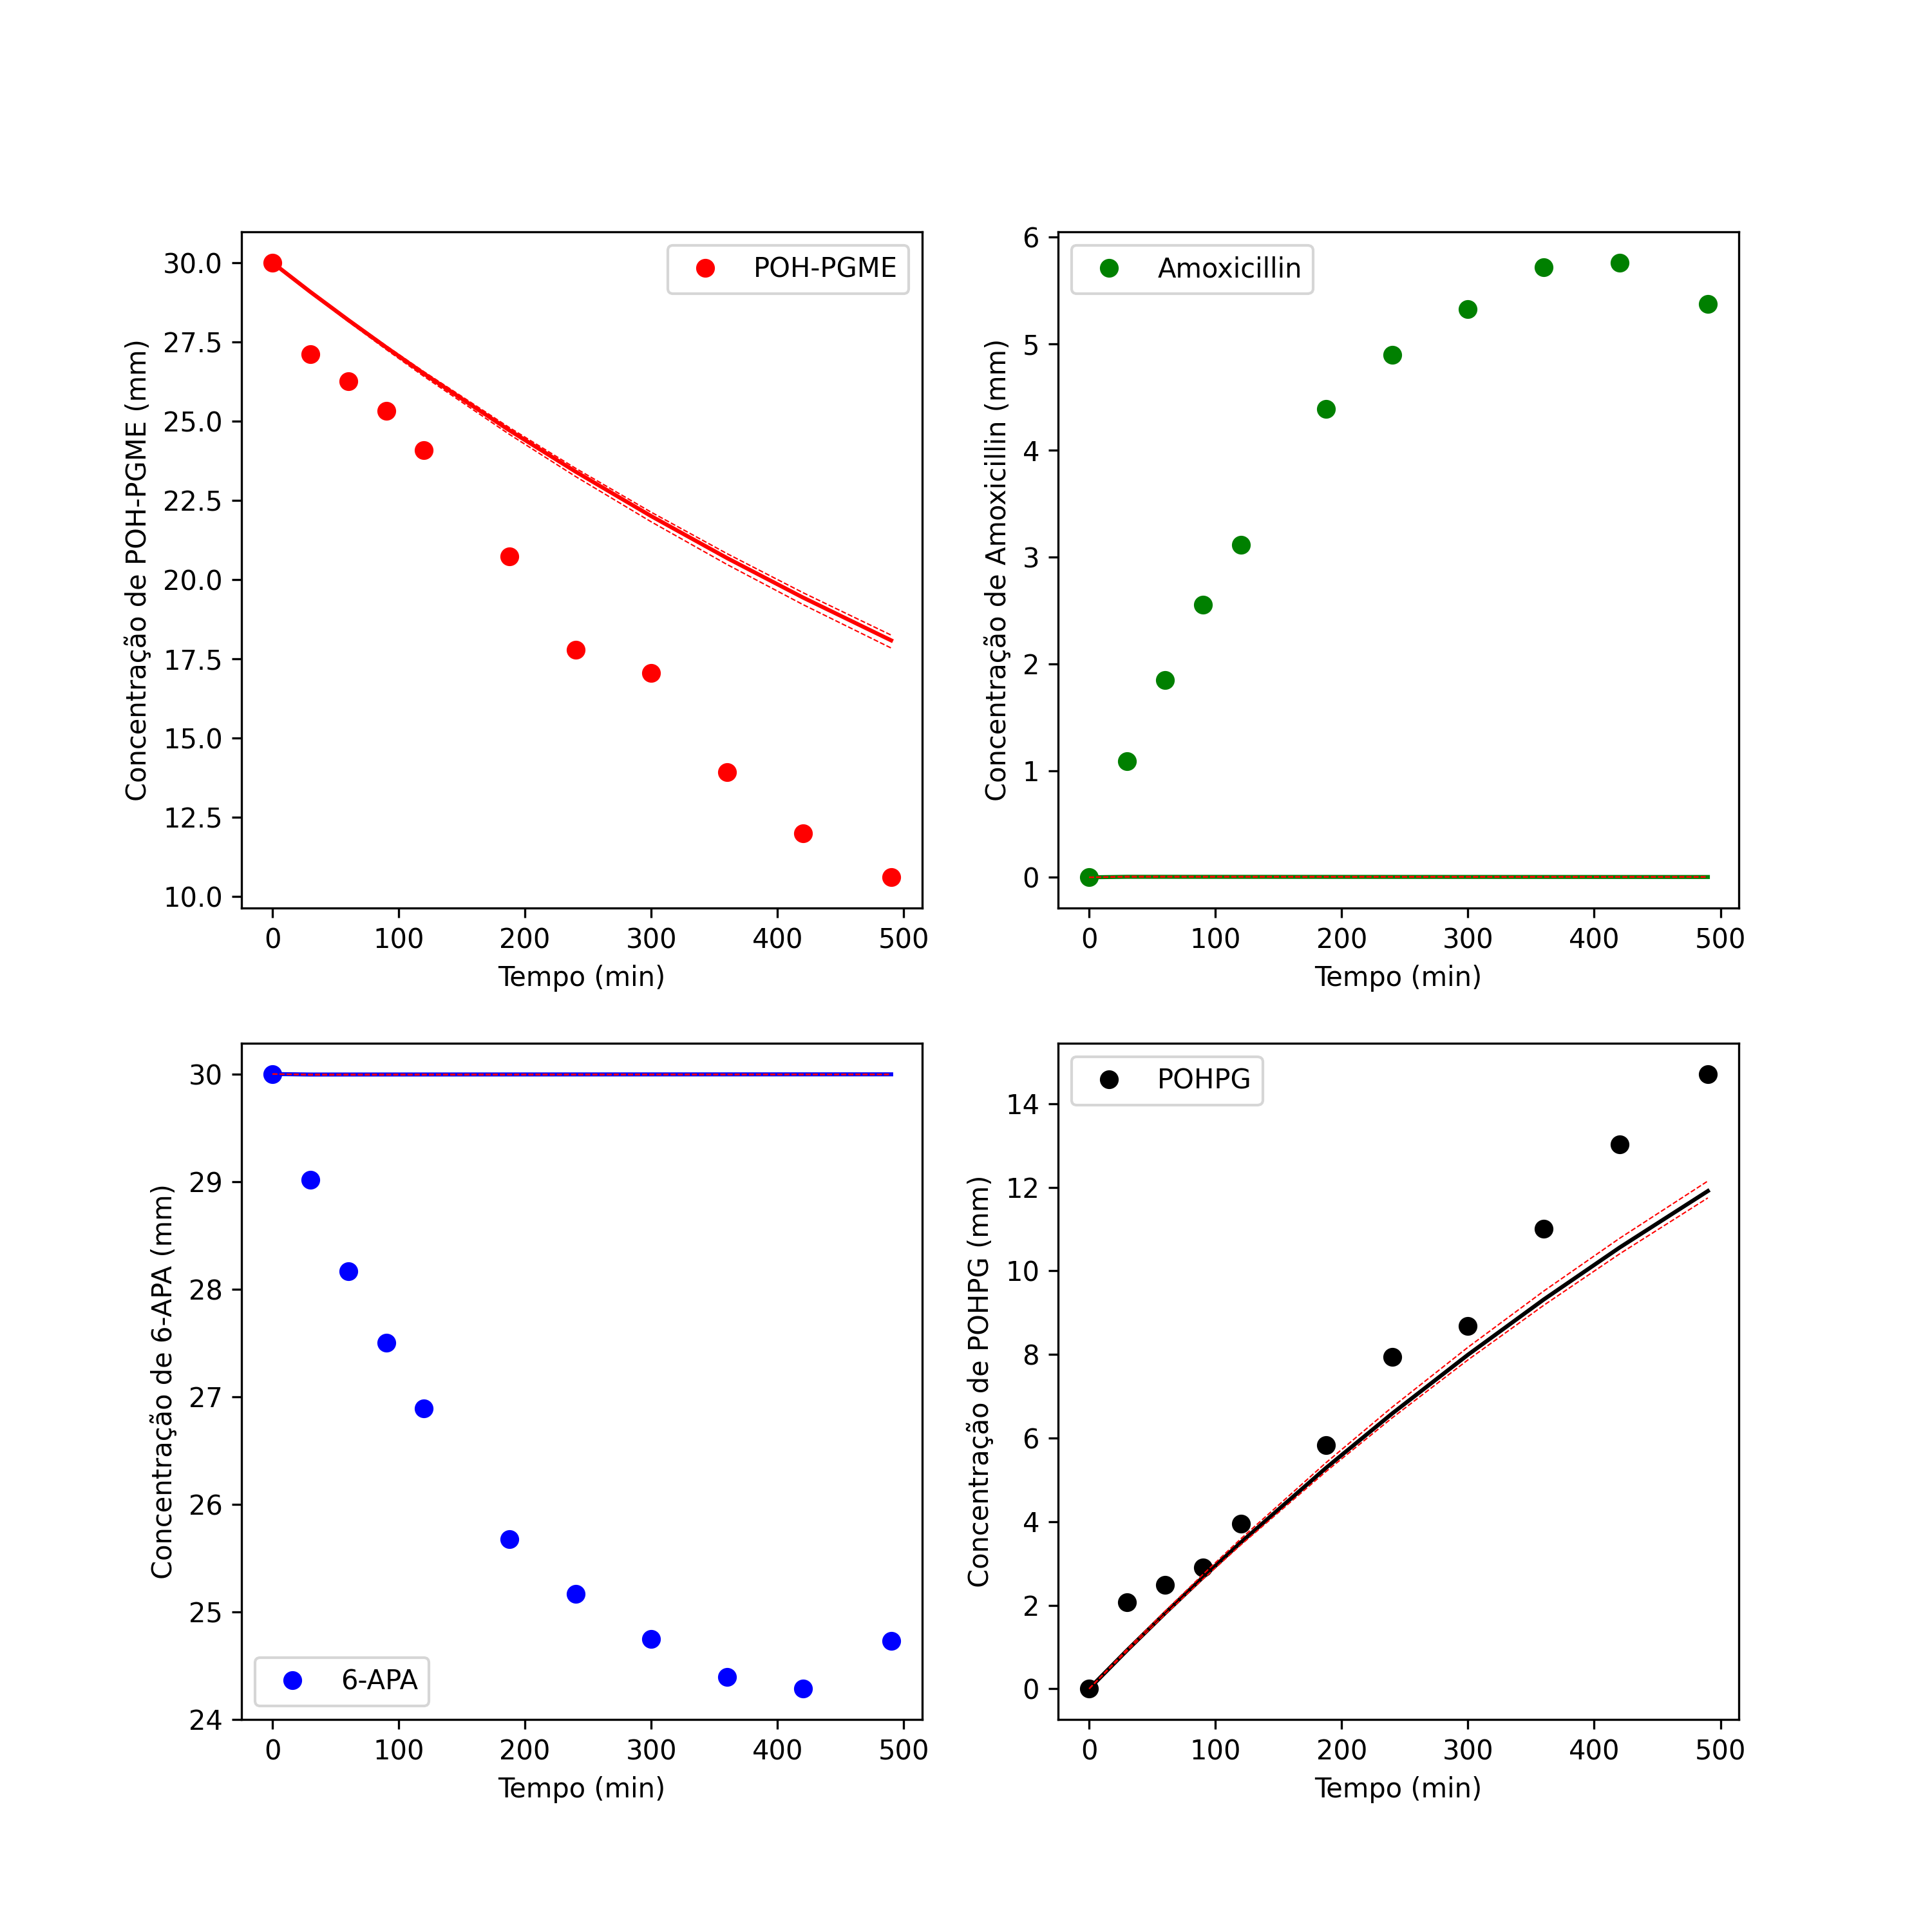 POH-PGME
Concentração de POH-PGME (mm)
30.0
27.5
25.0
22.5
20.0
17.5
15.0
12.5
10.0
0 100 200 300 400 500
Tempo (min)
Amoxicillin
Concentração de Amoxicillin (mm)
6
5
4
3
2
1
0
0 100 200 300 400 500
Tempo (min)
Concentração de 6-APA (mm)
30
29
28
27
26
25
24
6-APA
0 100 200 300 400 500
Tempo (min)
POHPG
Concentração de POHPG (mm)
14
12
10
8
6
4
2
0
0 100 200 300 400 500
Tempo (min)